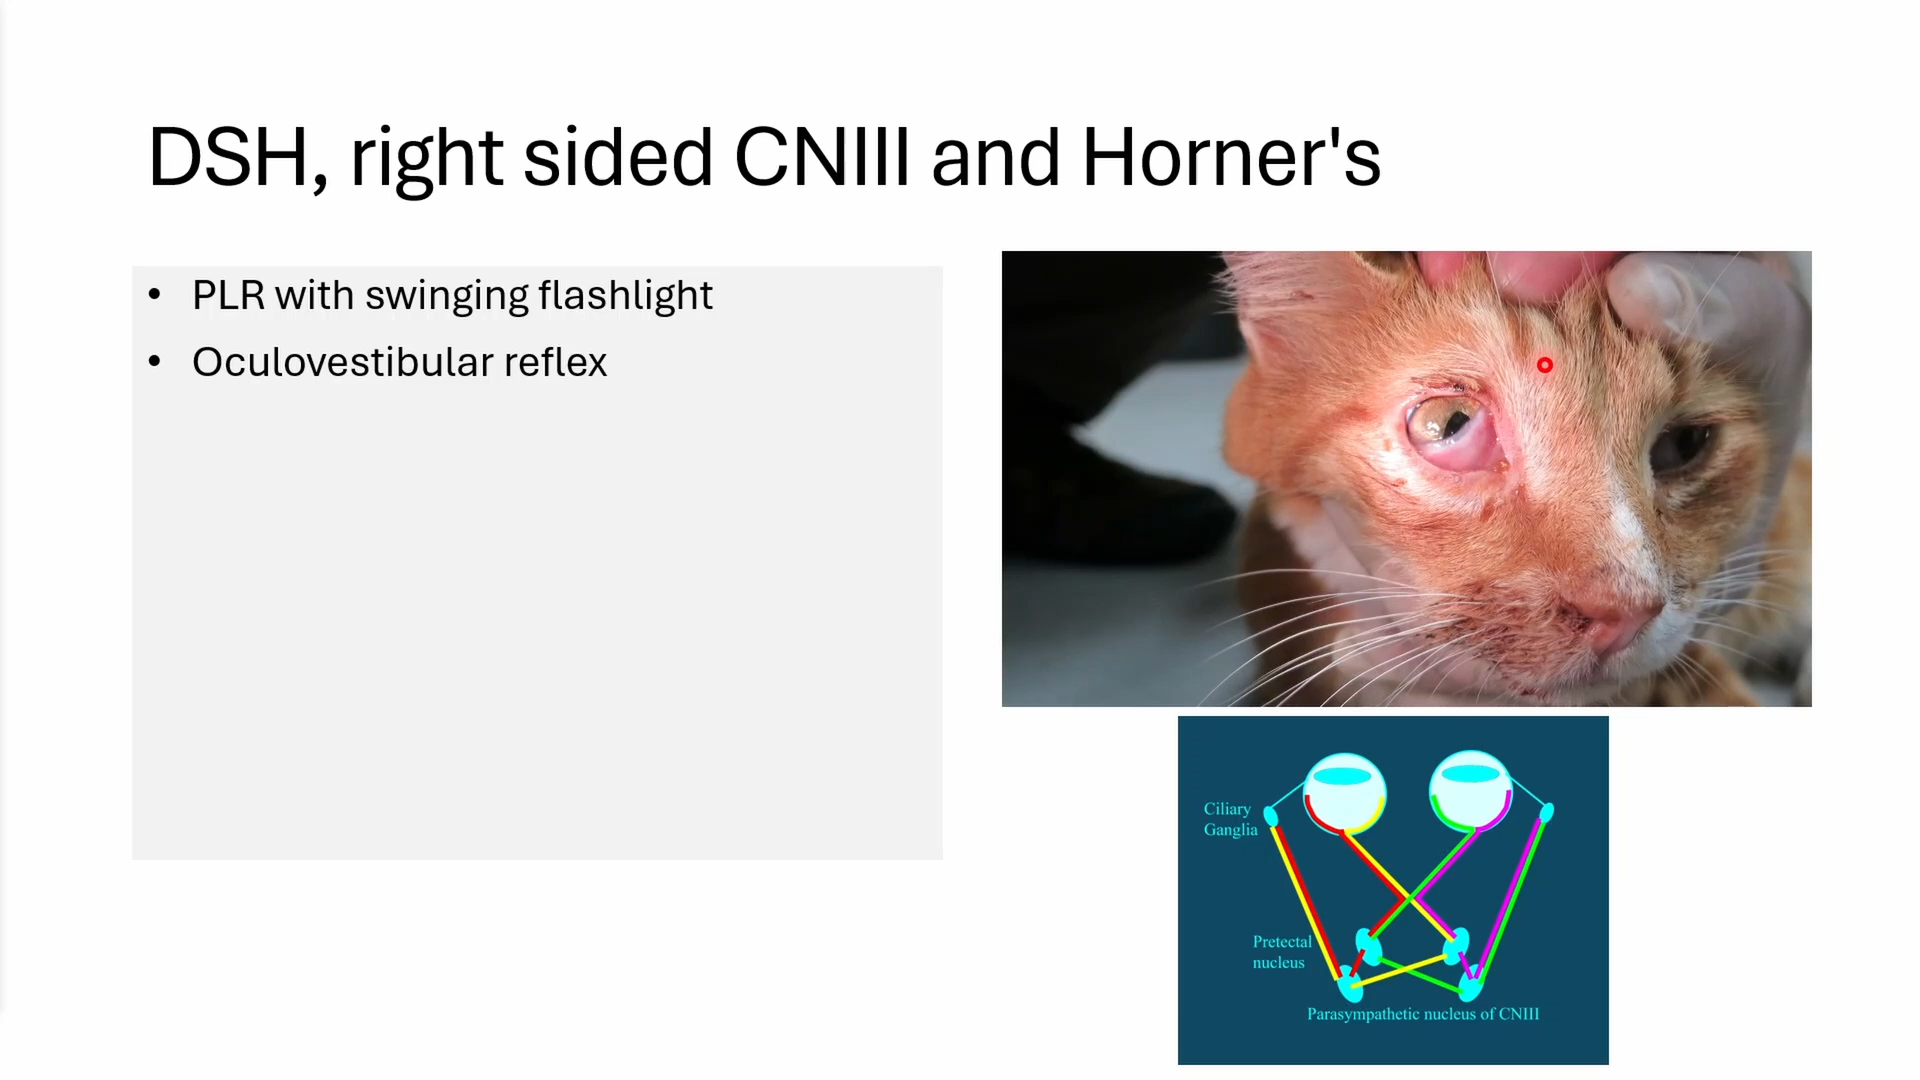 DSH, right sided CNIII and Horner's
• PLR with swinging flashlight
• Oculovestibular reflex
Ciliary
Ganglia
Pretectal
nucleus
Parasympathetic nucleus of CNIII